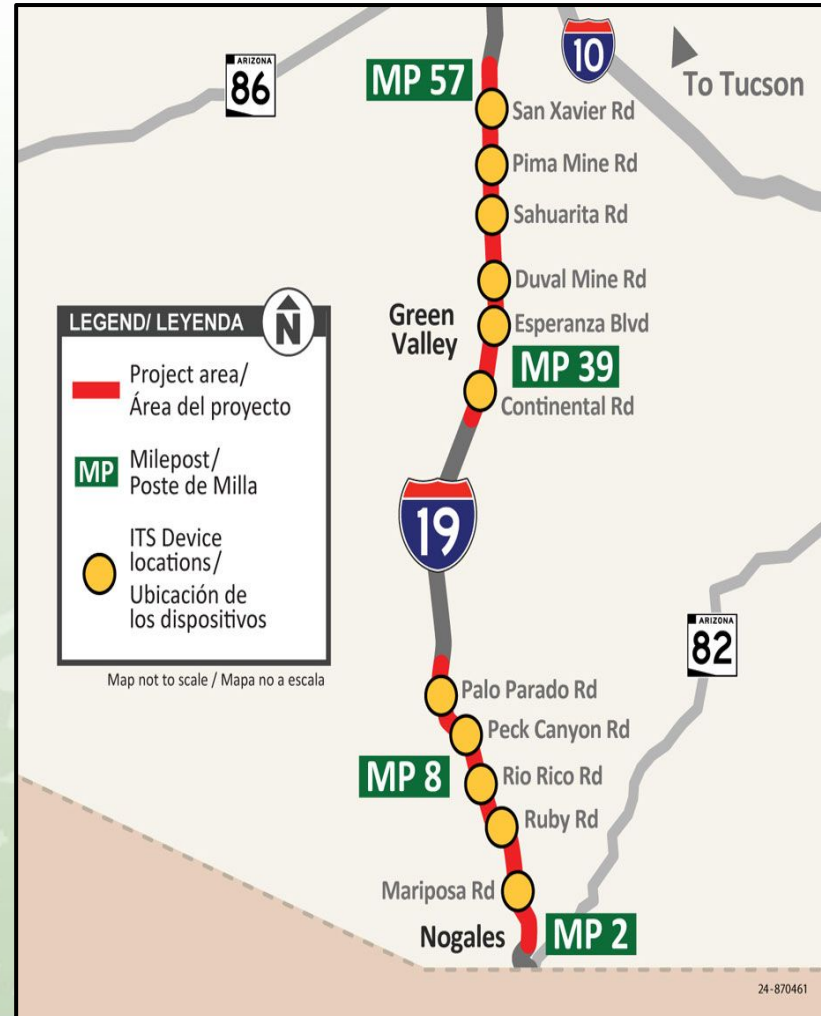 ARIZONA
86
MP 57
10
To Tucson
San Xavier Rd
Pima Mine Rd
Sahuarita Rd
Duval Mine Rd
Green
Valley
Esperanza Blvd
MP 39
Continental Rd
LEGEND/ LEYENDA
N
Project area/
Área del proyecto
MP
Milepost/
Poste de Milla
ITS Device
locations/
Ubicación de
los dispositivos
Map not to scale / Mapa no a escala
19
ARIZONA
82
Palo Parado Rd
Peck Canyon Rd
MP 8
Rio Rico Rd
Ruby Rd
Mariposa Rd
Nogales
MP 2
24-870461